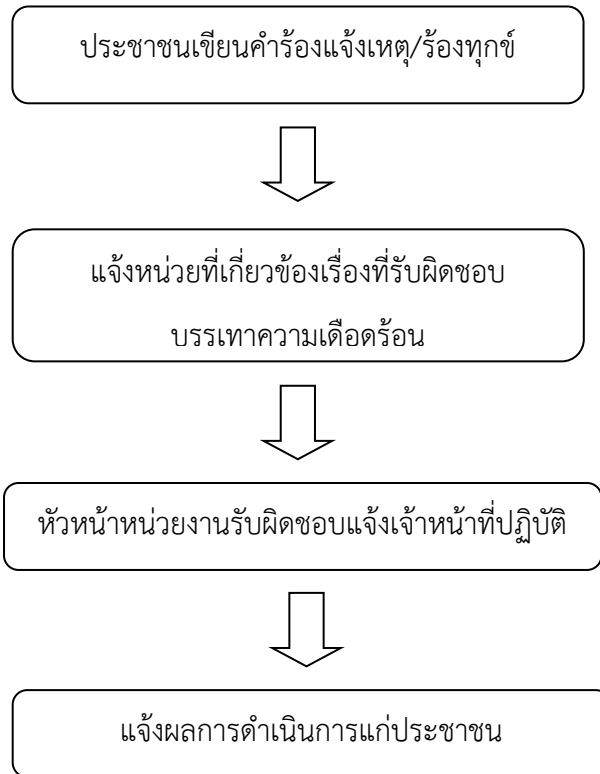 ประชาชนเขียนคำร้องแจ้งเหตุ/ร้องทุกข์
แจ้งหน่วยที่เกี่ยวข้องเรื่องที่รับผิดชอบ
บรรเทาความเดือดร้อน
หัวหน้าหน่วยงานรับผิดชอบแจ้งเจ้าหน้าที่ปฏิบัติ
แจ้งผลการดำเนินการแก่ประชาชน